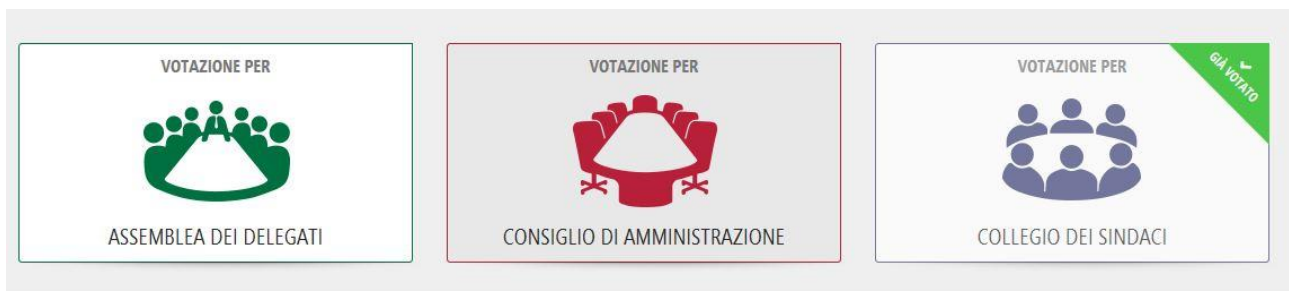 VOTAZIONE PER
ASSEMBLEA DEI DELEGATI
VOTAZIONE PER
CONSIGLIO DI AMMINISTRAZIONE
VOTAZIONE PER
GIÀ VOTATO
COLLEGIO DEI SINDACI